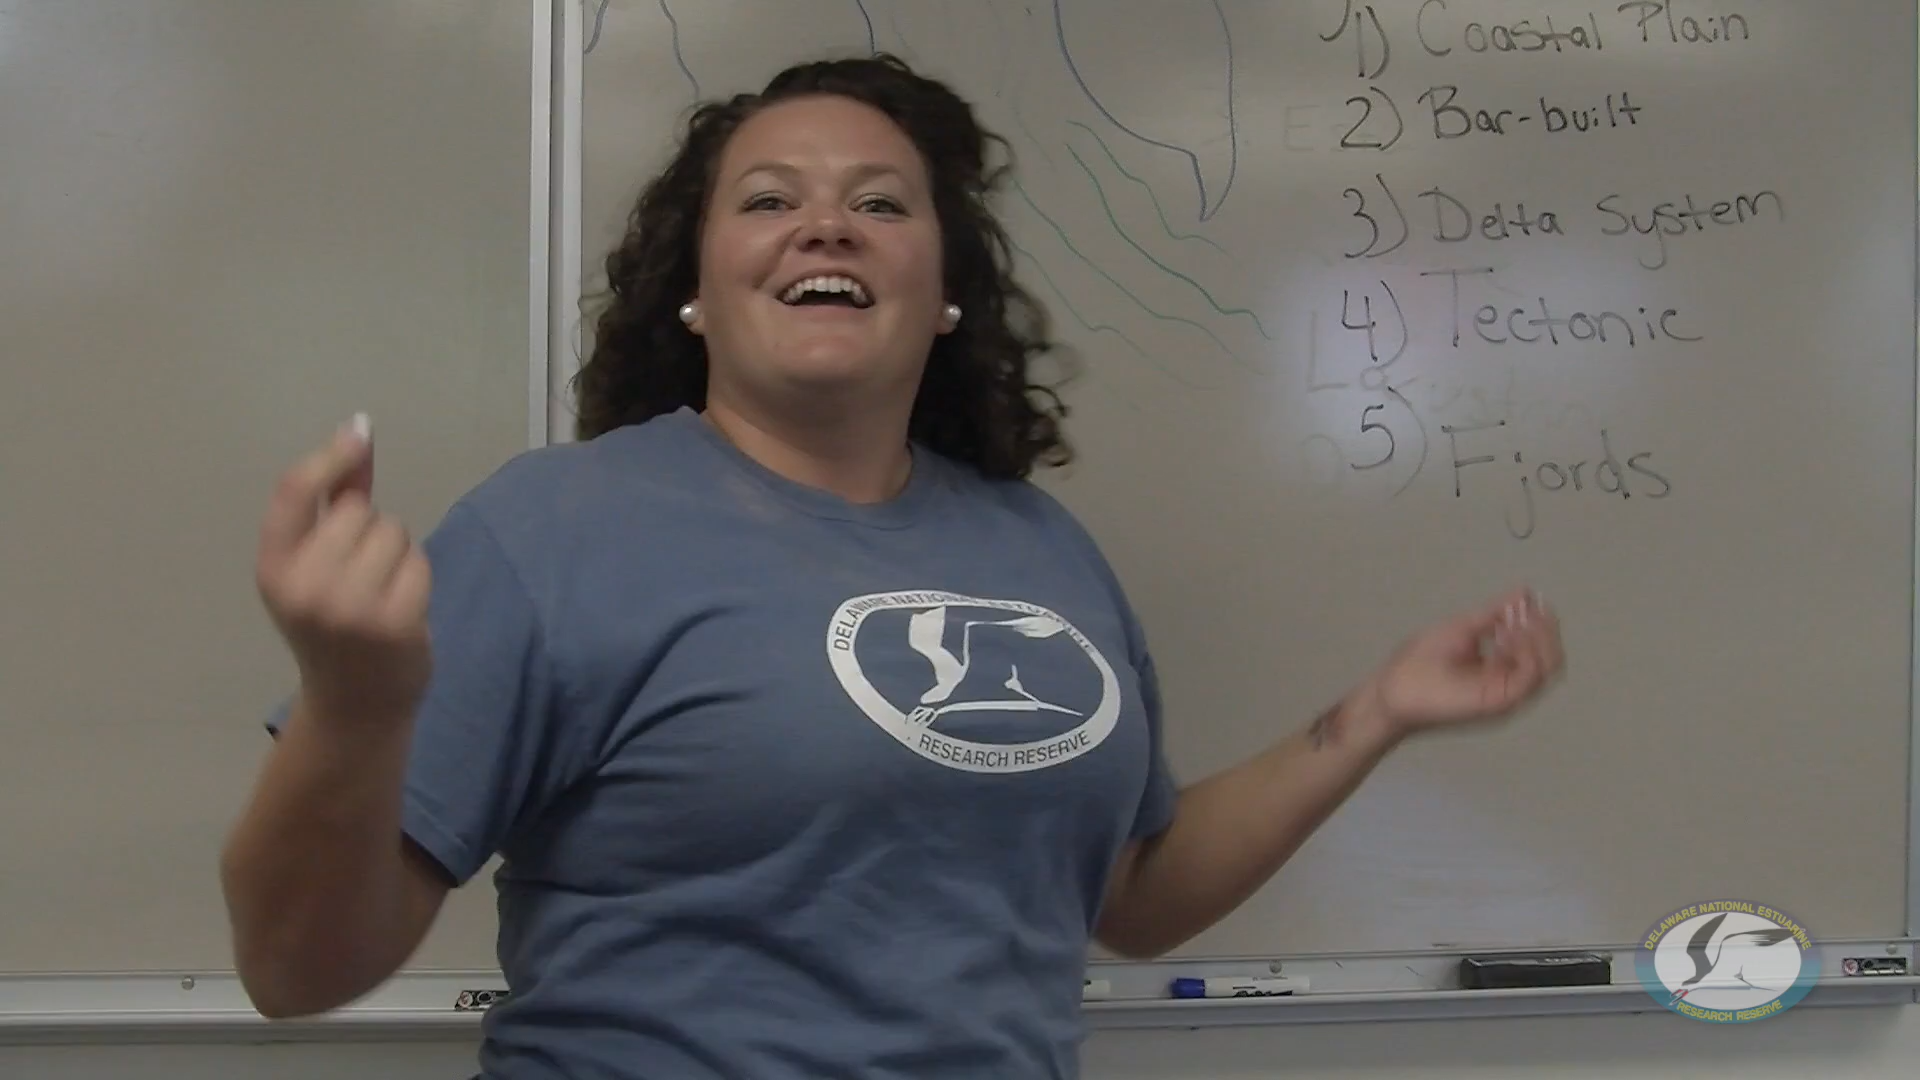 1) Coastal Plain
2) Bar-built
3) Delta System
4) Tectonic
5) Fjords
DELAWARE NATIONAL ESTUARINE
RESEARCH RESERVE
DELAWARE NATIONAL ESTUARINE
RESEARCH RESERVE